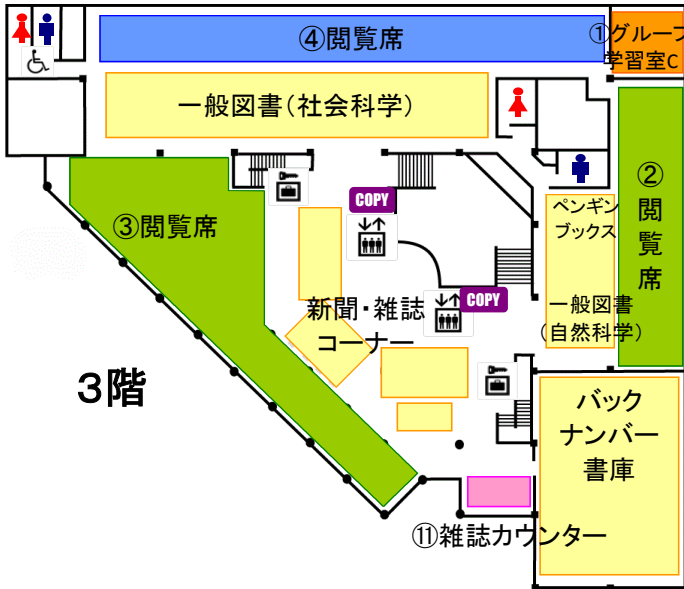 ④閲覧席
①グループ
学習室C
一般図書(社会科学)
②
閲
覧
席
COPY
ペンギン
ブックス
③閲覧席
新聞・雑誌
コーナー
COPY
一般図書
(自然科学)
3階
バック
ナンバー
書庫
⑪雑誌カウンター